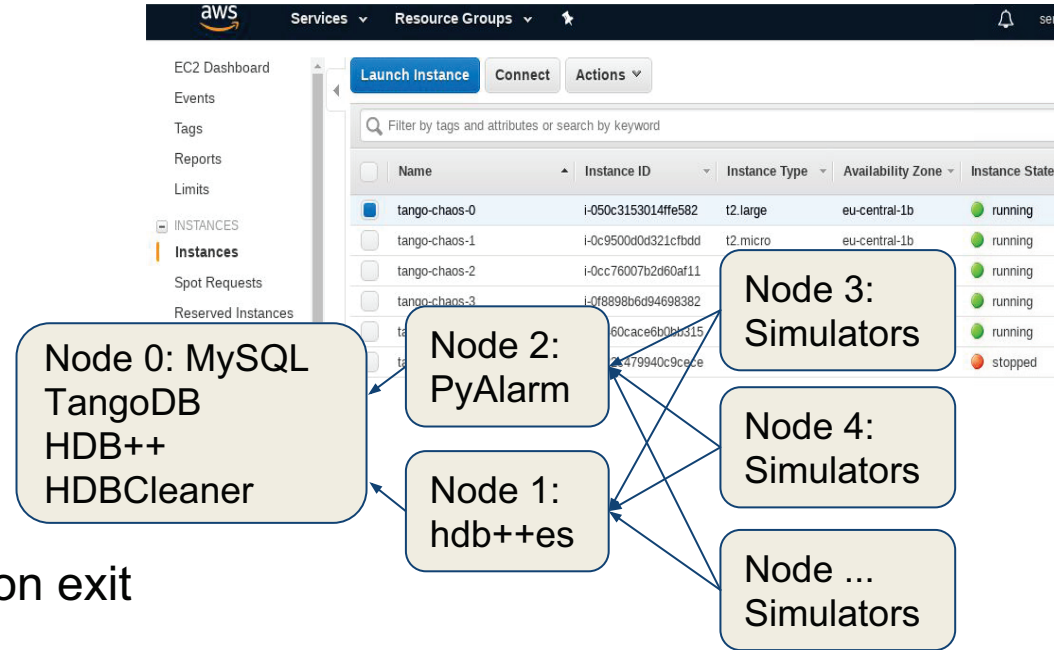 aws Services Resource Groups
EC2 Dashboard
Events
Tags
Reports
Limits
INSTANCES
Instances
Spot Requests
Reserved Instances
Launch Instance Connect Actions
Filter by tags and attributes or search by keyword
Name Instance ID Instance Type Availability Zone Instance State
tango-chaos-0 i-050c3153014ffe582 t2.large eu-central-1b running
tango-chaos-1 i-0c9500d0d321cfbdd t2.micro eu-central-1b running
tango-chaos-2 i-0cc76007b2d60af11 running
tango-chaos-3 i-0f8898b6d94698382 running
running
stopped
Node 0: MySQL
TangoDB
HDB++
HDBCleaner
Node 2:
PyAlarm
Node 1:
hdb++es
Node 3:
Simulators
Node 4:
Simulators
Node ...
Simulators
on exit